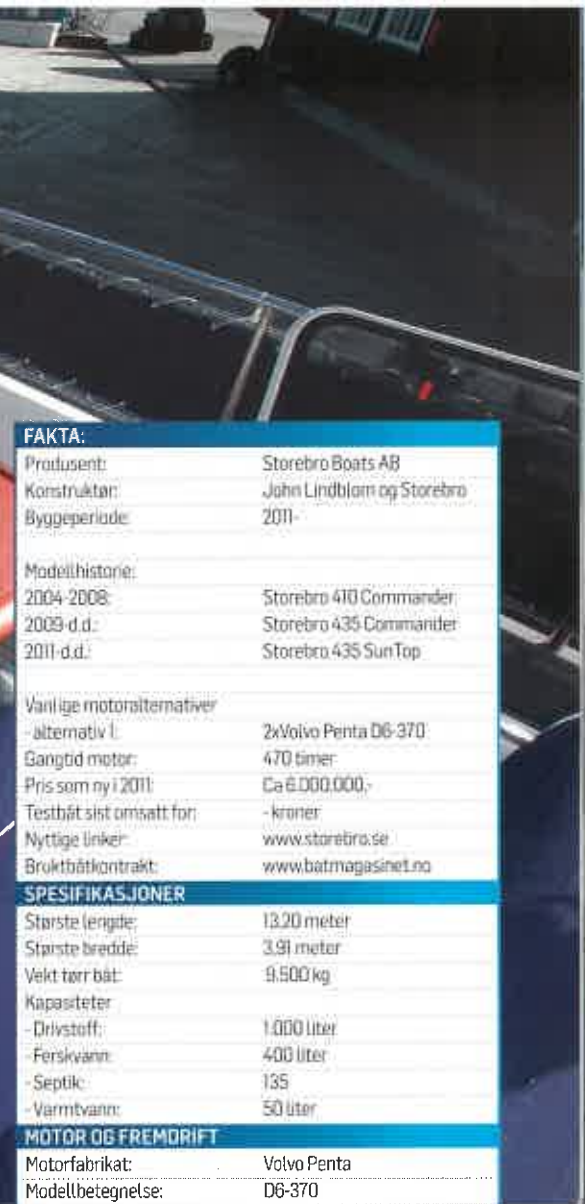 FAKTA:
Produsent: Storebro Boats AB
Konstruktør: John Lindblom og Storebro
Byggeperiode: 2011-
Modellhistorie:
2004-2008: Storebro 410 Commander
2009-d.d.: Storebro 435 Commander
2011-d.d.: Storebro 435 SunTop
Vanlige motoralternativer
- alternativ 1: 2xVolvo Penta D6-370
Gangtid motor: 470 timer
Pris som ny i 2011: Ca 6.000.000,-
Testbåt sist omsatt for: - kroner
Nyttige linker: www.storebro.se
Bruktbåtkontrakt: www.batmagasinet.no
SPESIFIKASJONER
Største lengde: 13.20 meter
Største bredde: 3.91 meter
Vekt tørr båt: 9.500 kg
Kapasiteter
- Drivstoff: 1.000 liter
- Ferskvann: 400 liter
- Septik: 135
- Varmtvann: 50 liter
MOTOR OG FREMDRIFT
Motorfabrikat: Volvo Penta
Modellbetegnelse: D6-370